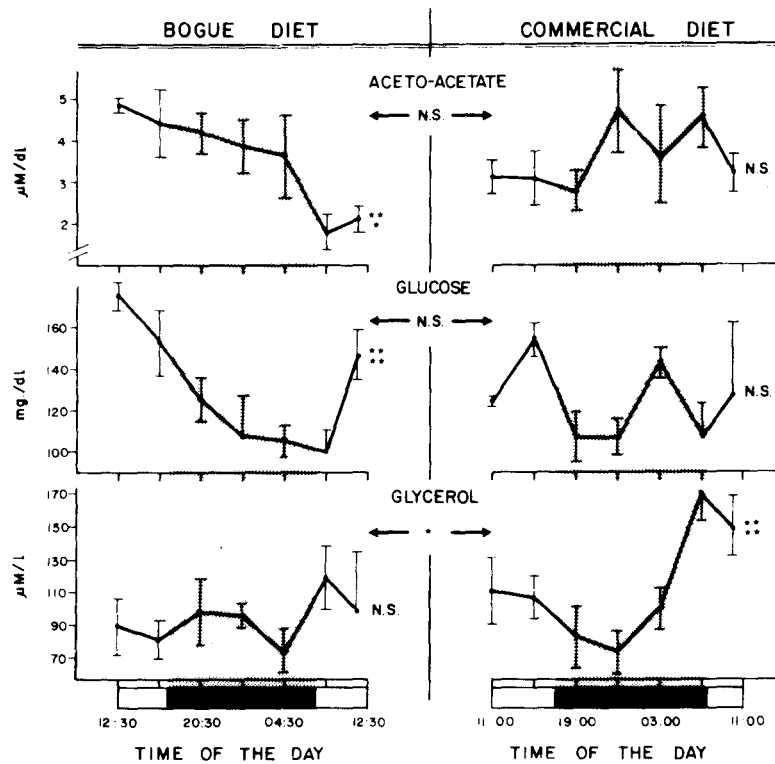 BOGUE DIET COMMERCIAL DIET
ACETO-ACETATE
5
4
3
2
µM/dl
N.S.
**
*
N.S.
GLUCOSE
160
140
120
100
mg/dl
N.S.
**
**
N.S.
GLYCEROL
170
150
130
110
90
70
µM/l
*
N.S.
**
**
12:30 20:30 04:30 12:30 11:00 19:00 03:00 11:00
TIME OF THE DAY TIME OF THE DAY